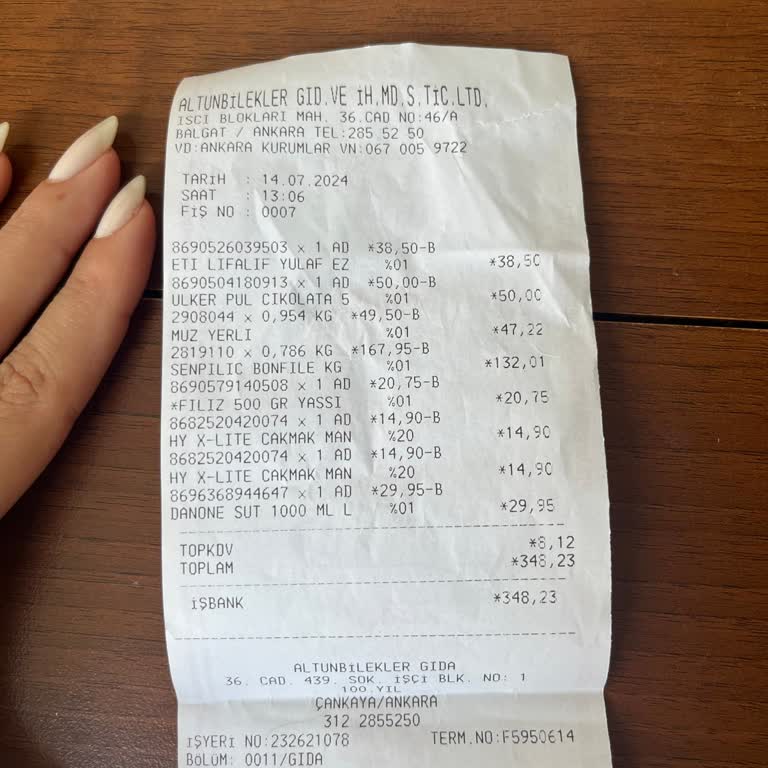 ALTUNBİLEKLER GID.VE İH.MD.S.TİC.LTD.
ISCI BLOKLARI MAH. 36.CAD NO:46/A
BALGAT / ANKARA TEL:285 52 50
VD:ANKARA KURUMLAR VN:067 005 9722
TARİH : 14.07.2024
SAAT : 13:06
FİŞ NO : 0007
8690526039503 x 1 AD *38,50-B
ETI LIFALIF YULAF EZ %01 *38,50
8690504180913 x 1 AD *50,00-B
ULKER PUL CIKOLATA 5 %01 *50,00
2908044 x 0,954 KG *49,50-B
MUZ YERLI %01 *47,22
2819110 x 0,786 KG *167,95-B
SENPILIC BONFILE KG %01 *132,01
8690579140508 x 1 AD *20,75-B
*FILIZ 500 GR YASSI %01 *20,75
8682520420074 x 1 AD *14,90-B
HY X-LITE CAKMAK MAN %20 *14,90
8682520420074 x 1 AD *14,90-B
HY X-LITE CAKMAK MAN %20 *14,90
8696368944647 x 1 AD *29,95-B
DANONE SUT 1000 ML L %01 *29,95
TOPKDV *8,12
TOPLAM *348,23
İŞBANK *348,23
ALTUNBİLEKLER GIDA
36. CAD. 439. SOK. İŞÇİ BLK. NO: 1
100.YIL
ÇANKAYA/ANKARA
312 2855250
İŞYERİ NO:232621078 TERM.NO:F5950614
BÖLÜM: 0011/GIDA